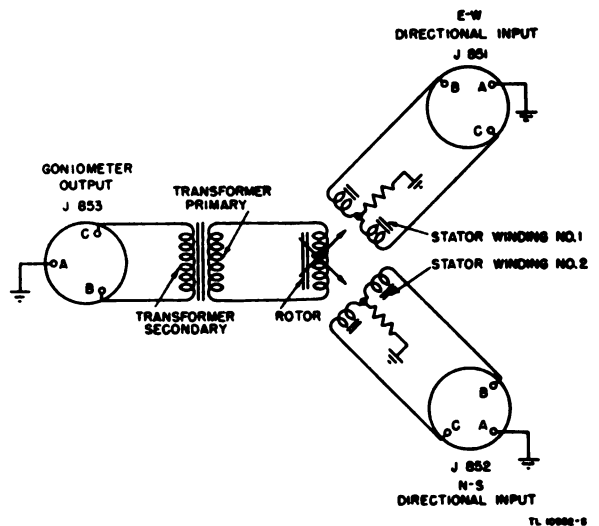 E-W
DIRECTIONAL INPUT
J 851
B
A
C
GONIOMETER
OUTPUT
J 853
C
A
B
TRANSFORMER
PRIMARY
STATOR WINDING NO.1
STATOR WINDING NO.2
TRANSFORMER
SECONDARY
ROTOR
B
C
A
J 852
N-S
DIRECTIONAL INPUT